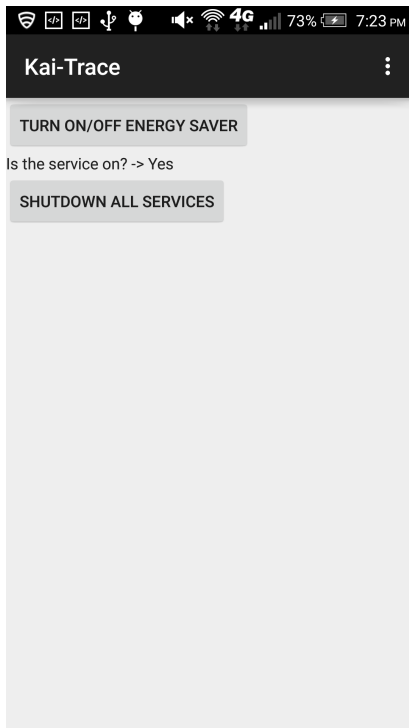 4G 73% 7:23 PM
Kai-Trace
TURN ON/OFF ENERGY SAVER
Is the service on? -> Yes
SHUTDOWN ALL SERVICES